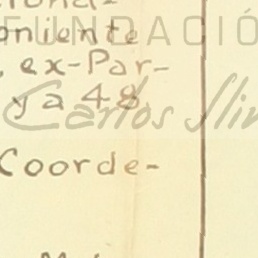 oniente
, ex-Par-
y a 48
Coorde-
FUNDACIÓ
Carlos Slim